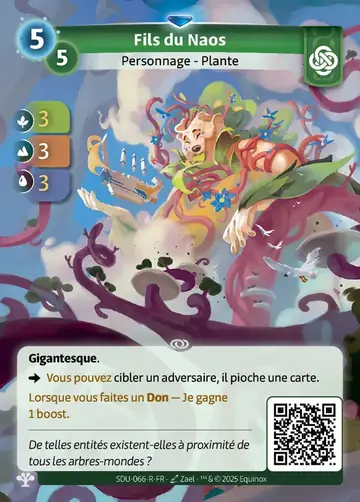 5
5
Fils du Naos
Personnage - Plante
3
3
3
Gigantesque.
Vous pouvez cibler un adversaire, il pioche une carte.
Lorsque vous faites un Don — Je gagne
1 boost.
De telles entités existent-elles à proximité de
tous les arbres-mondes ?
SDU-066-R-FR - Zael - ™ & © 2025 Equinox